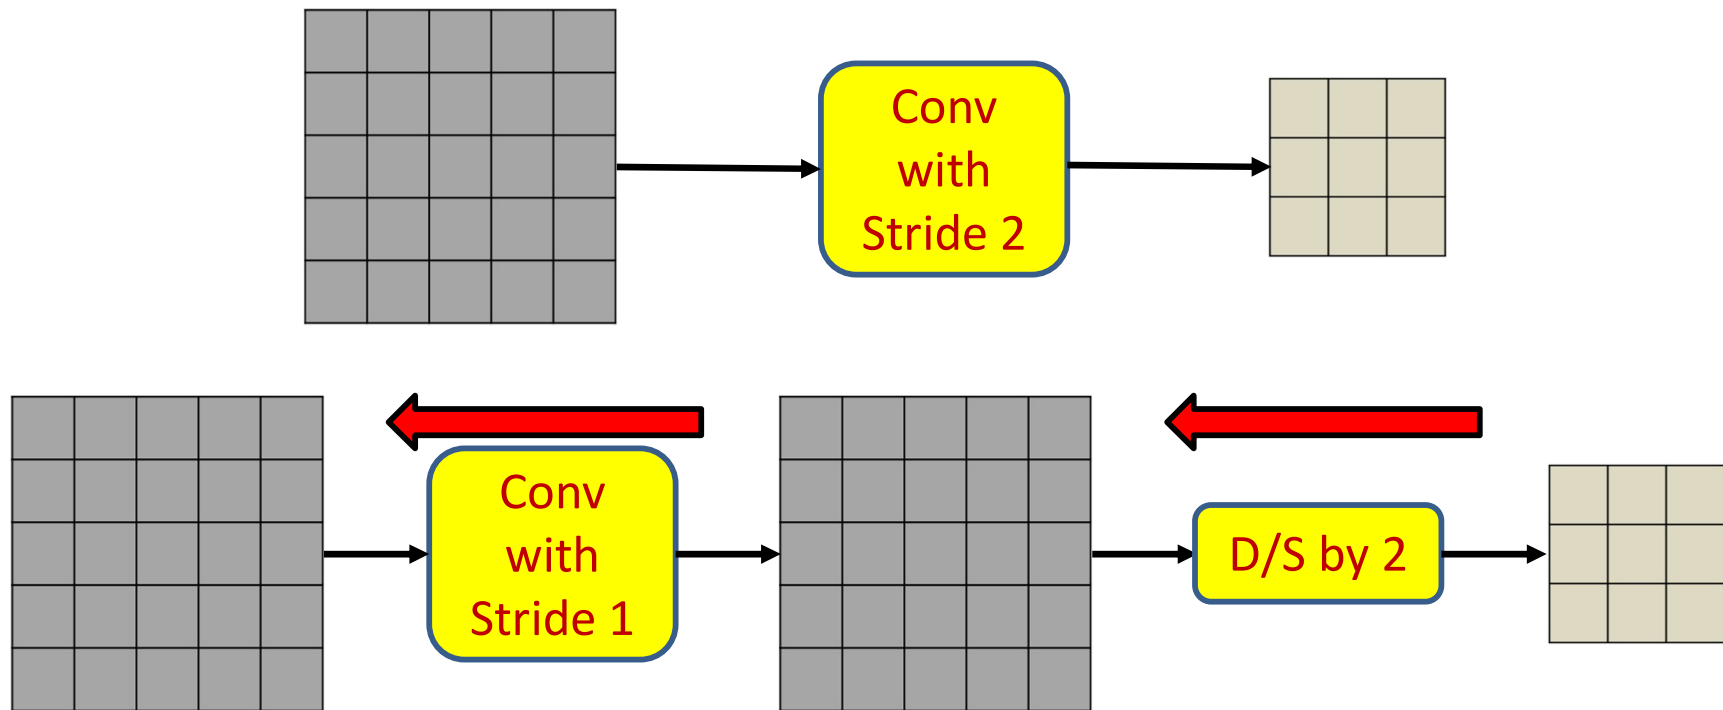 Conv
with
Stride 2
Conv
with
Stride 1
D/S by 2